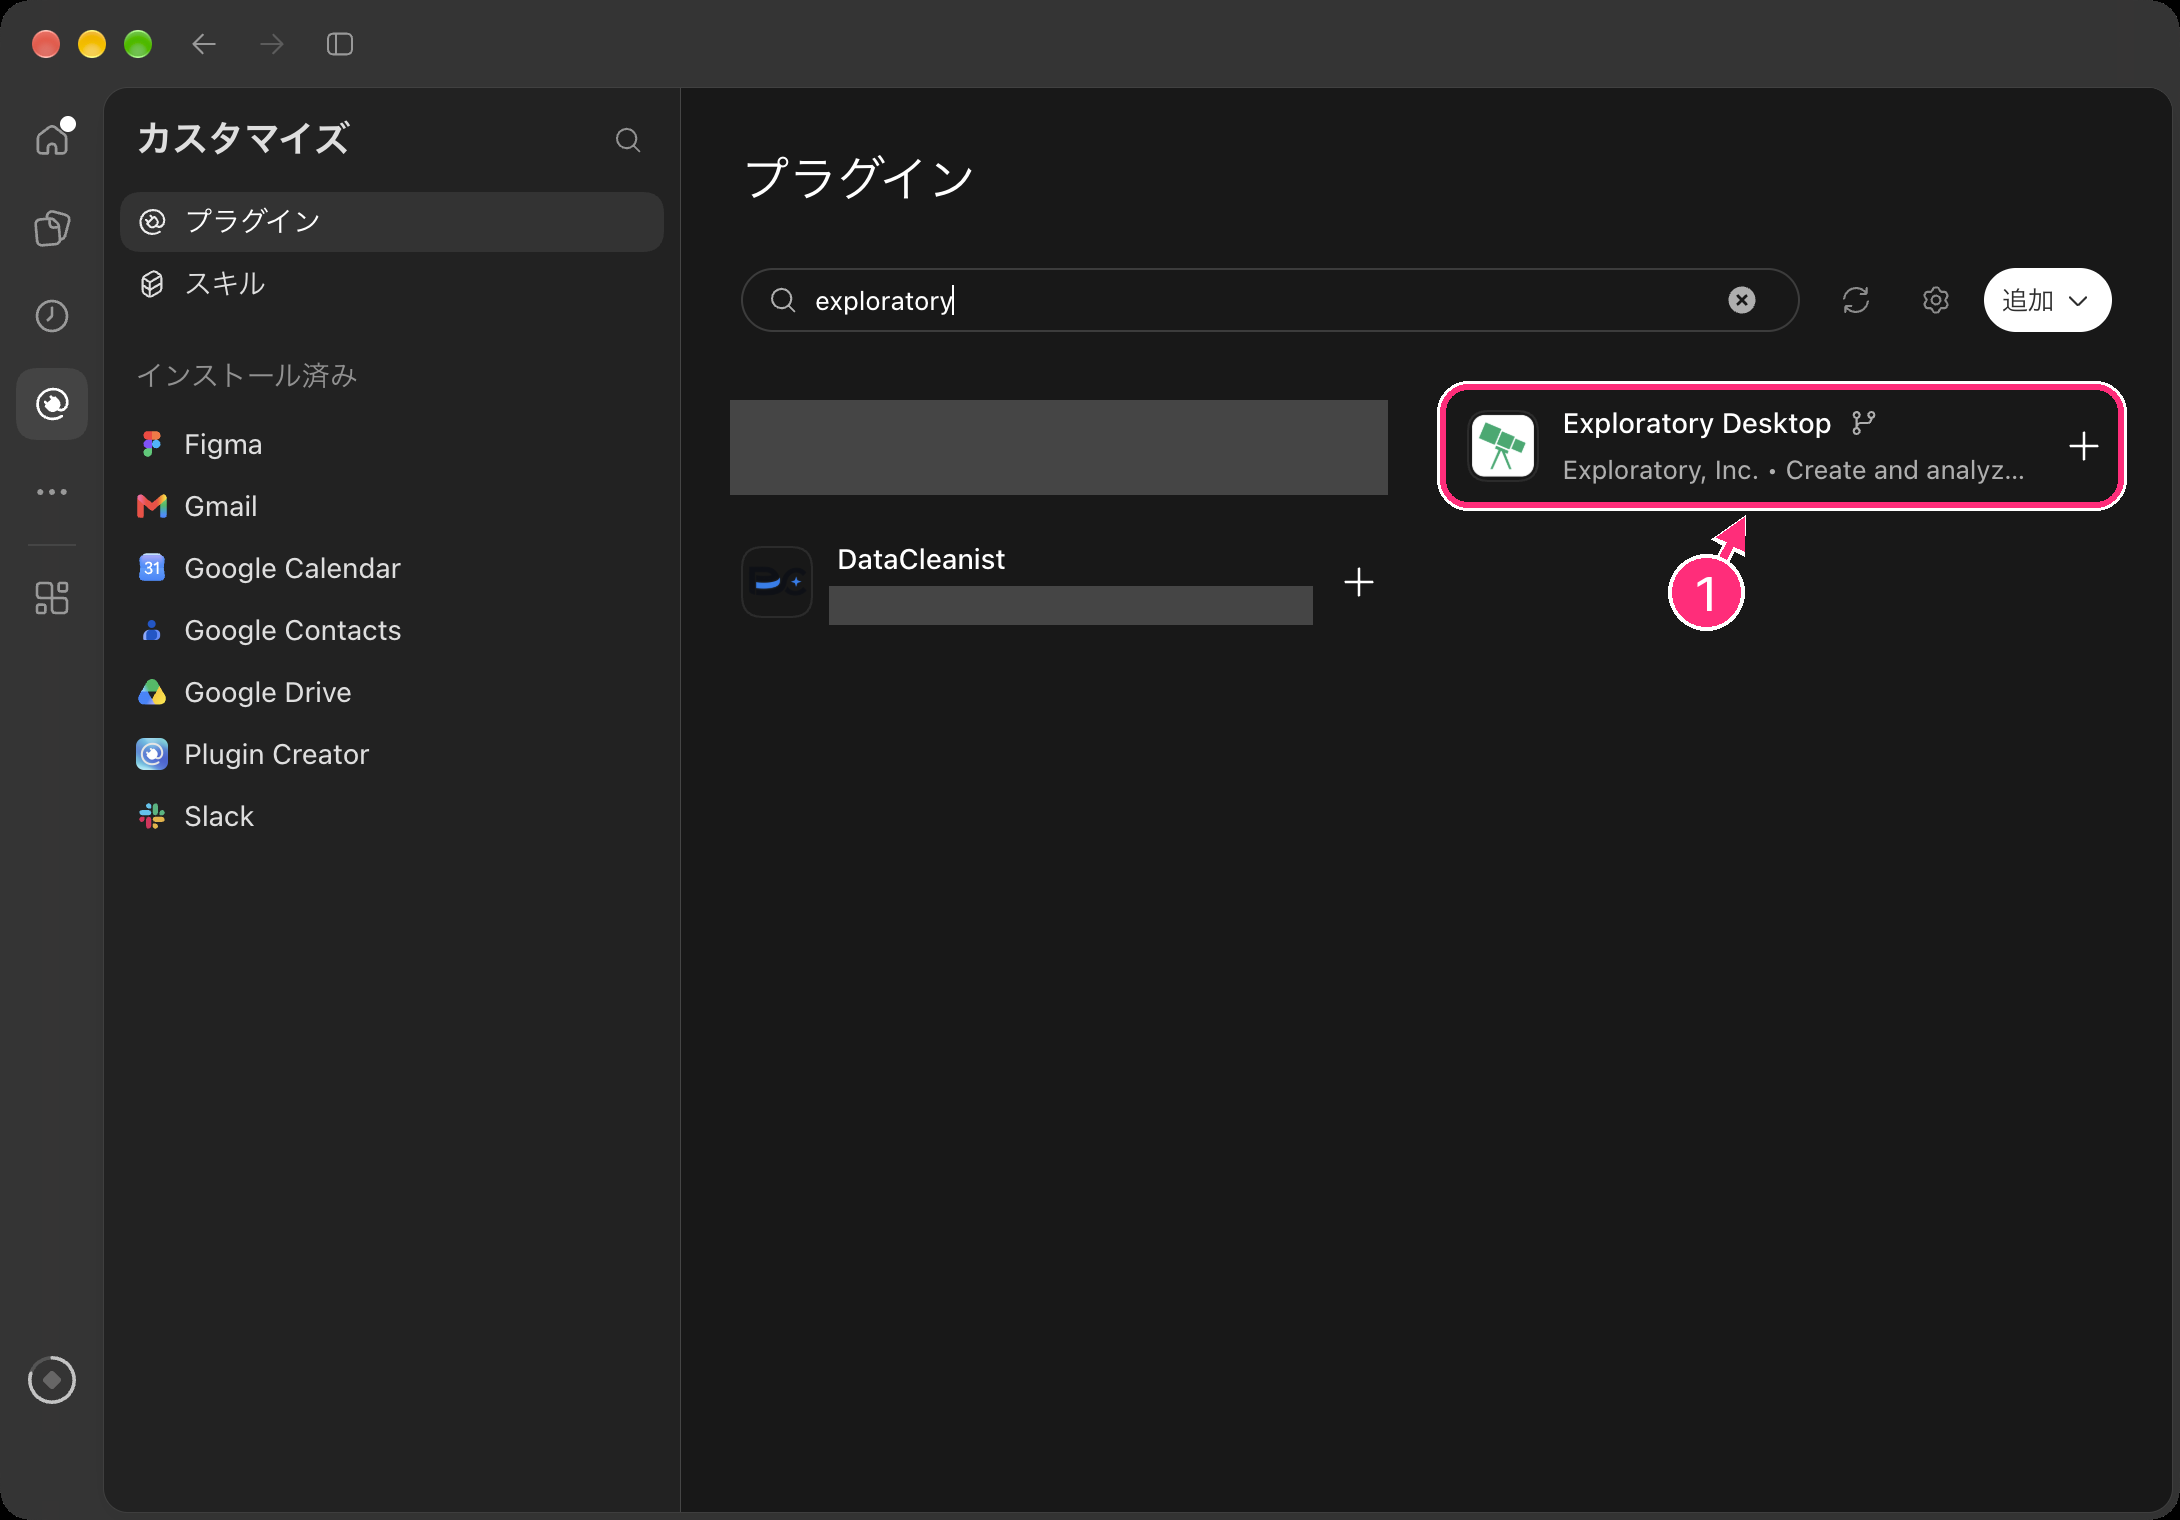 カスタマイズ
プラグイン
スキル
インストール済み
Figma
Gmail
31
Google Calendar
Google Contacts
Google Drive
Plugin Creator
Slack
プラグイン
exploratory
追加
Exploratory Desktop
Exploratory, Inc. • Create and analyz...
DataCleanist
DC
1